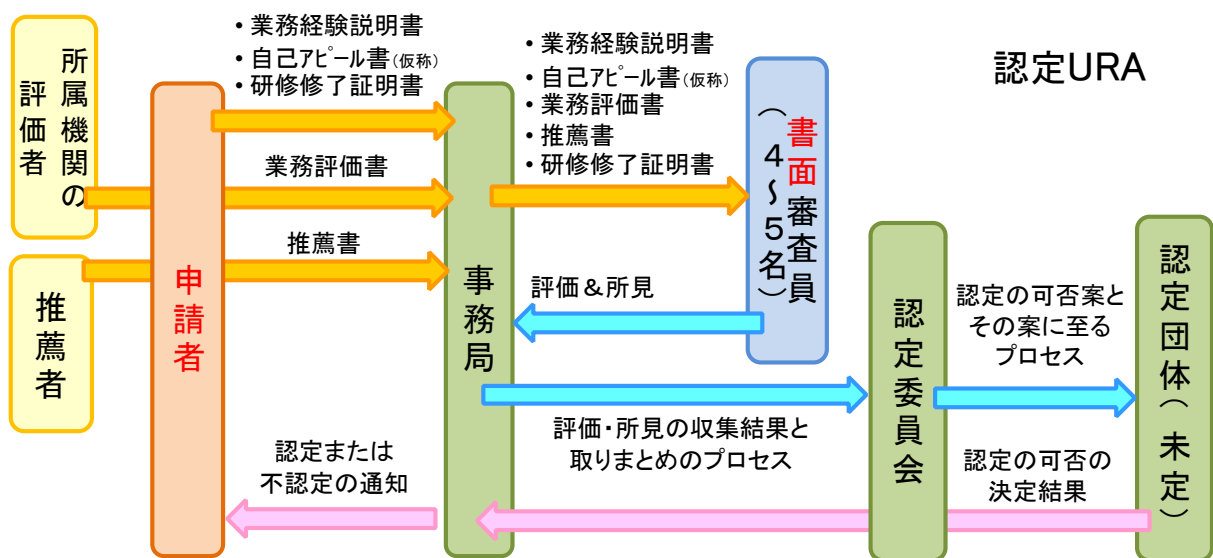 認定URA
所属機関の
評価者
推薦者
申請者
・業務経験説明書
・自己アピール書(仮称)
・研修修了証明書
業務評価書
推薦書
事務局
・業務経験説明書
・自己アピール書(仮称)
・業務評価書
・推薦書
・研修修了証明書
書面審査員
(4～5名)
評価＆所見
評価・所見の収集結果と
取りまとめのプロセス
認定委員会
認定の可否案と
その案に至る
プロセス
認定団体(未定)
認定の可否の
決定結果
認定または
不認定の通知